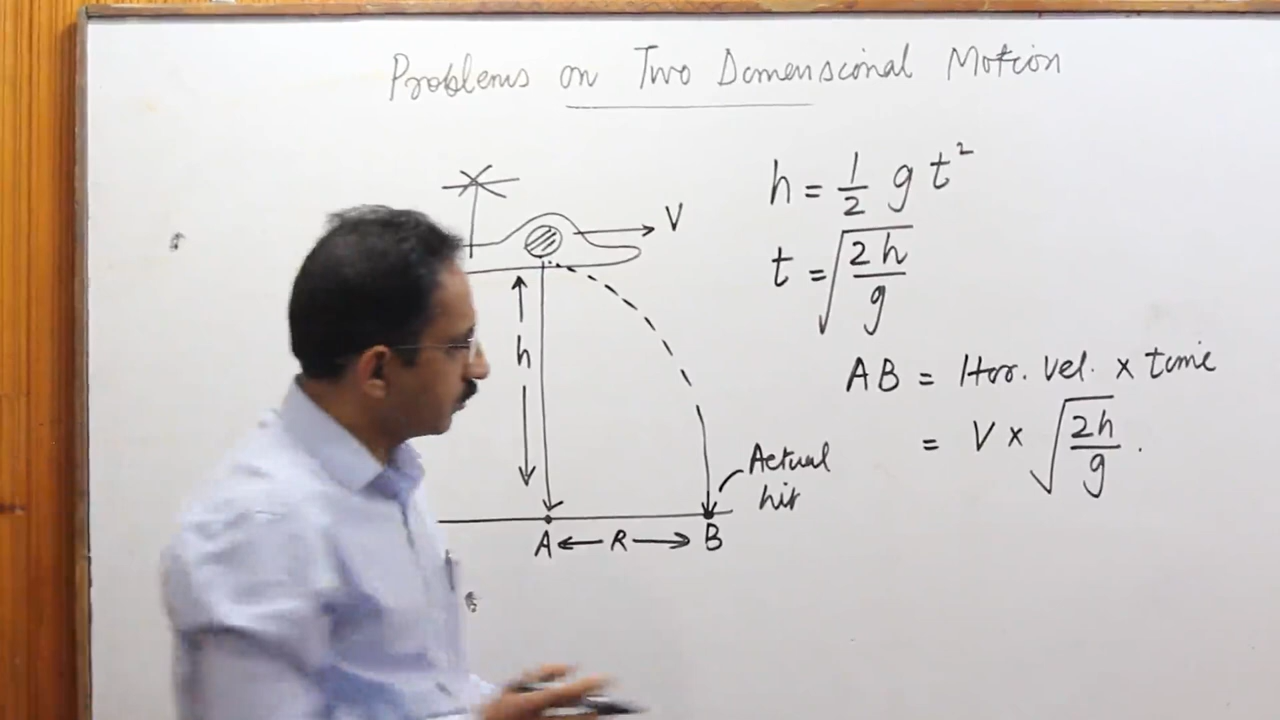 Problems on Two Dimensional Motion
V
h = 1/2 g t²
t = √(2h/g)
h
AB = Hor. Vel. × time
= V × √(2h/g) .
Actual
hit
A ← R → B